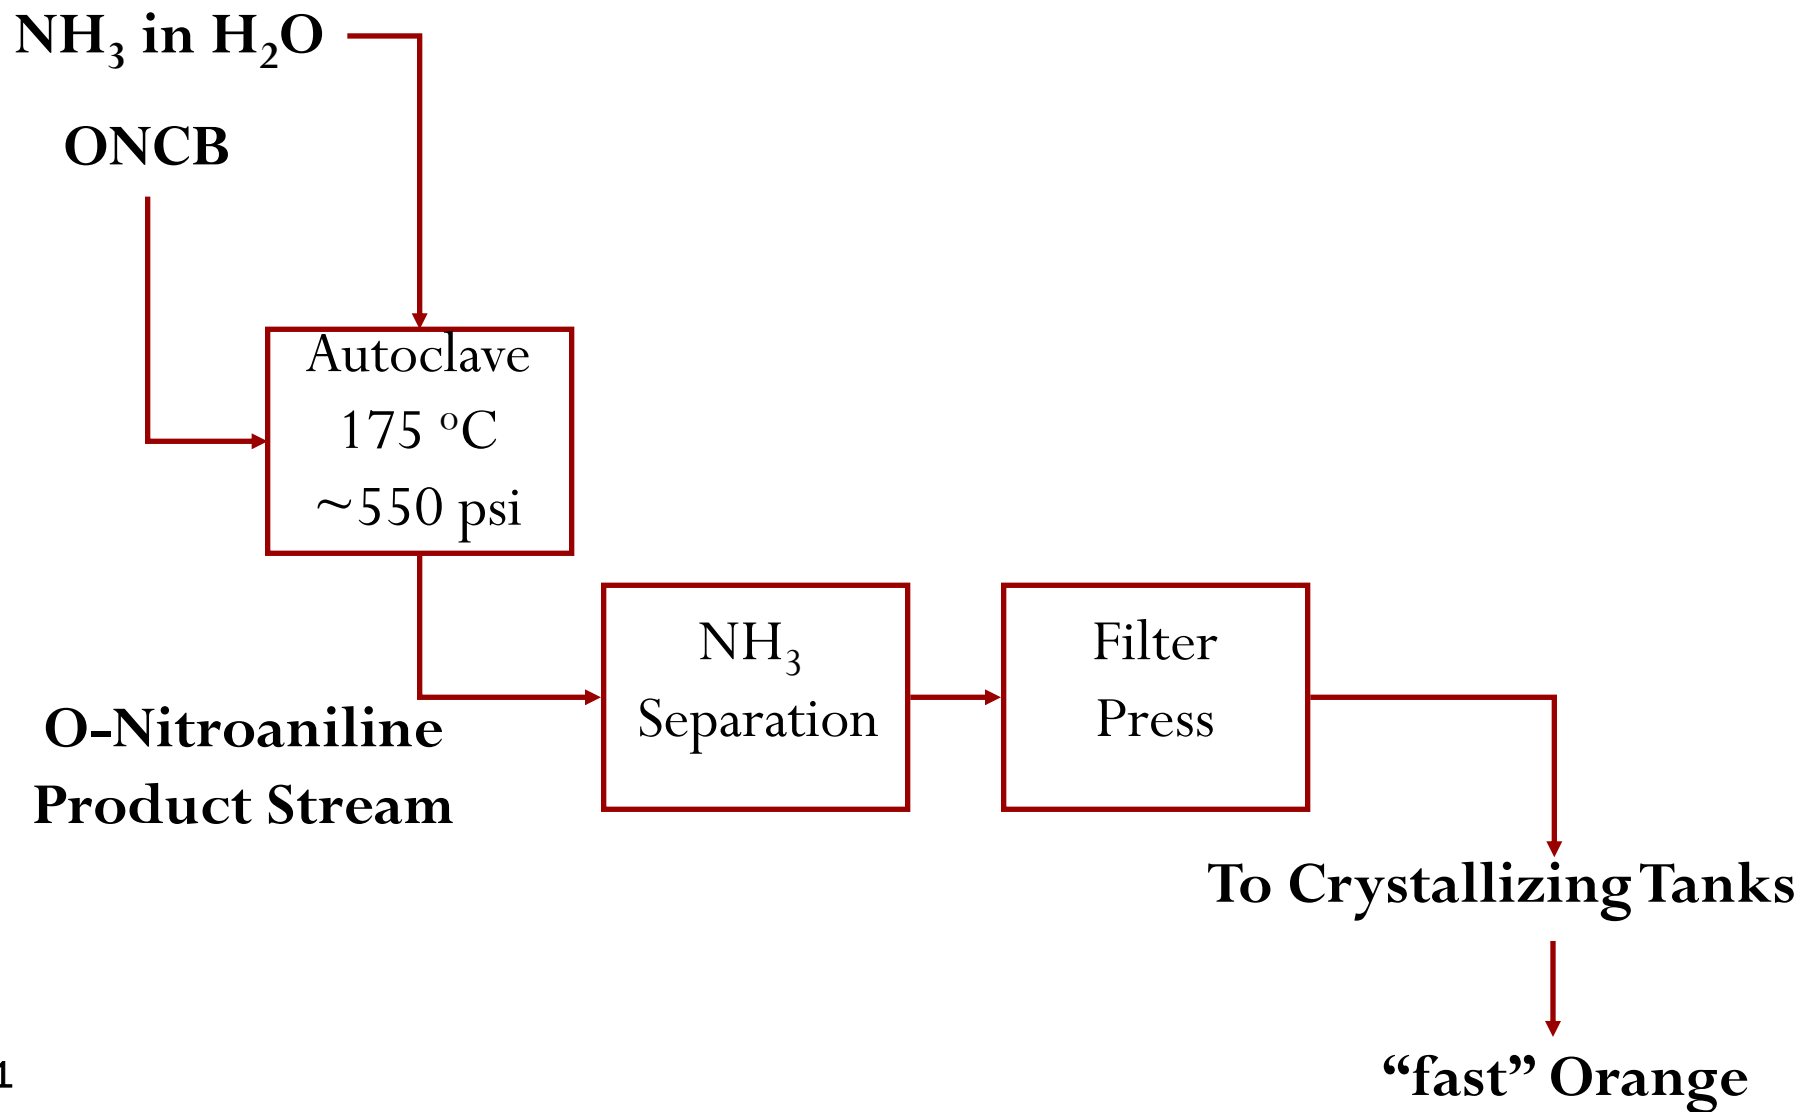 NH₃ in H₂O
ONCB
Autoclave
175 °C
~550 psi
NH₃
Separation
Filter
Press
O-Nitroaniline
Product Stream
To Crystallizing Tanks
“fast” Orange
1